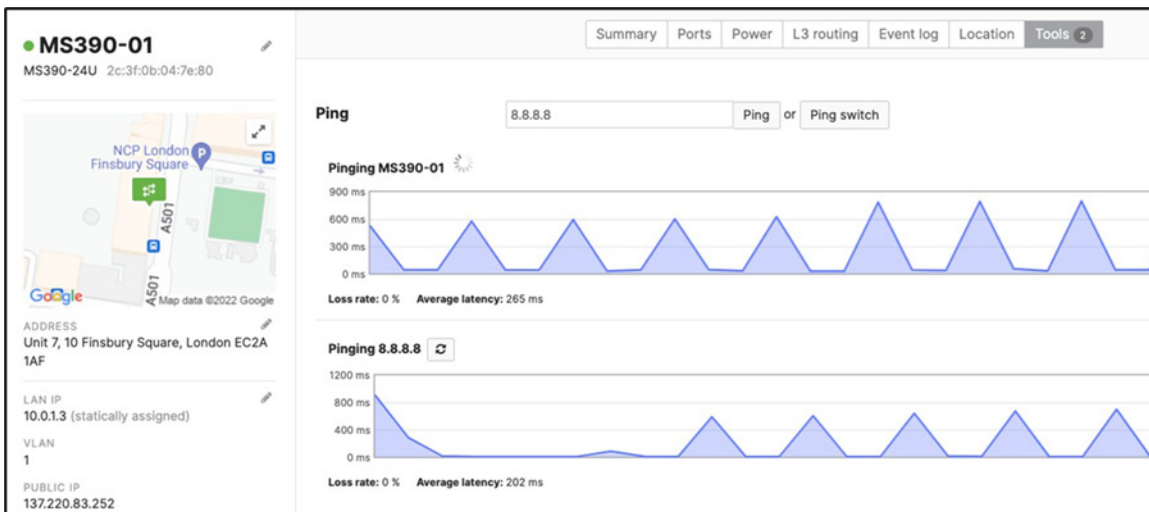 MS390-01
MS390-24U 2c:3f:0b:04:7e:80
NCP London
Finsbury Square
P
A501
A501
Google
Map data ©2022 Google
ADDRESS
Unit 7, 10 Finsbury Square, London EC2A
1AF
LAN IP
10.0.1.3 (statically assigned)
VLAN
1
PUBLIC IP
137.220.83.252
Summary Ports Power L3 routing Event log Location Tools 2
Ping 8.8.8.8 Ping or Ping switch
Pinging MS390-01
900 ms
600 ms
300 ms
0 ms
Loss rate: 0 % Average latency: 265 ms
Pinging 8.8.8.8
1200 ms
800 ms
400 ms
0 ms
Loss rate: 0 % Average latency: 202 ms